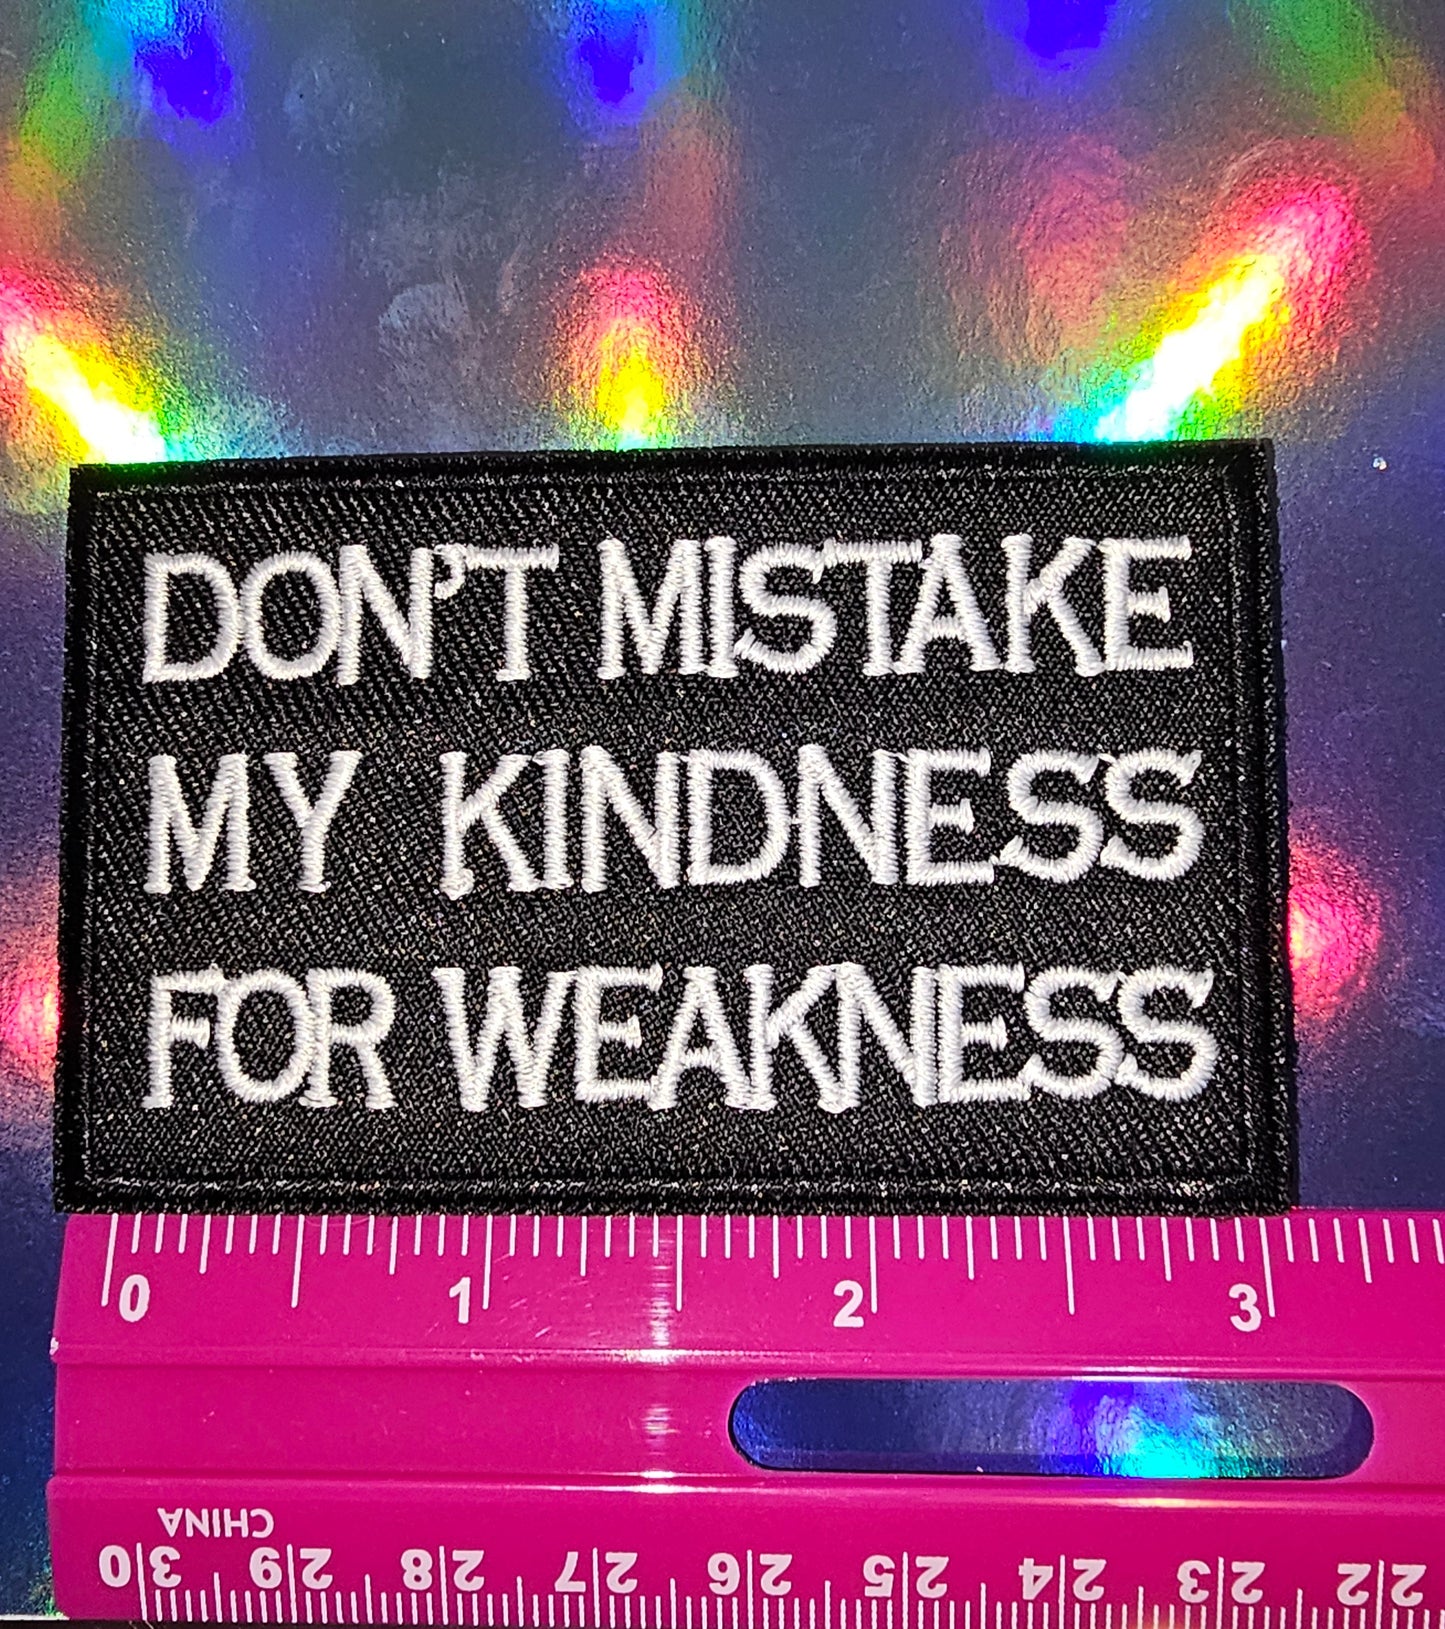 DON'T MISTAKE
MY KINDNESS
FOR WEAKNESS
0 1 2 3
CHINA
30 29 28 27 26 25 24 23 22